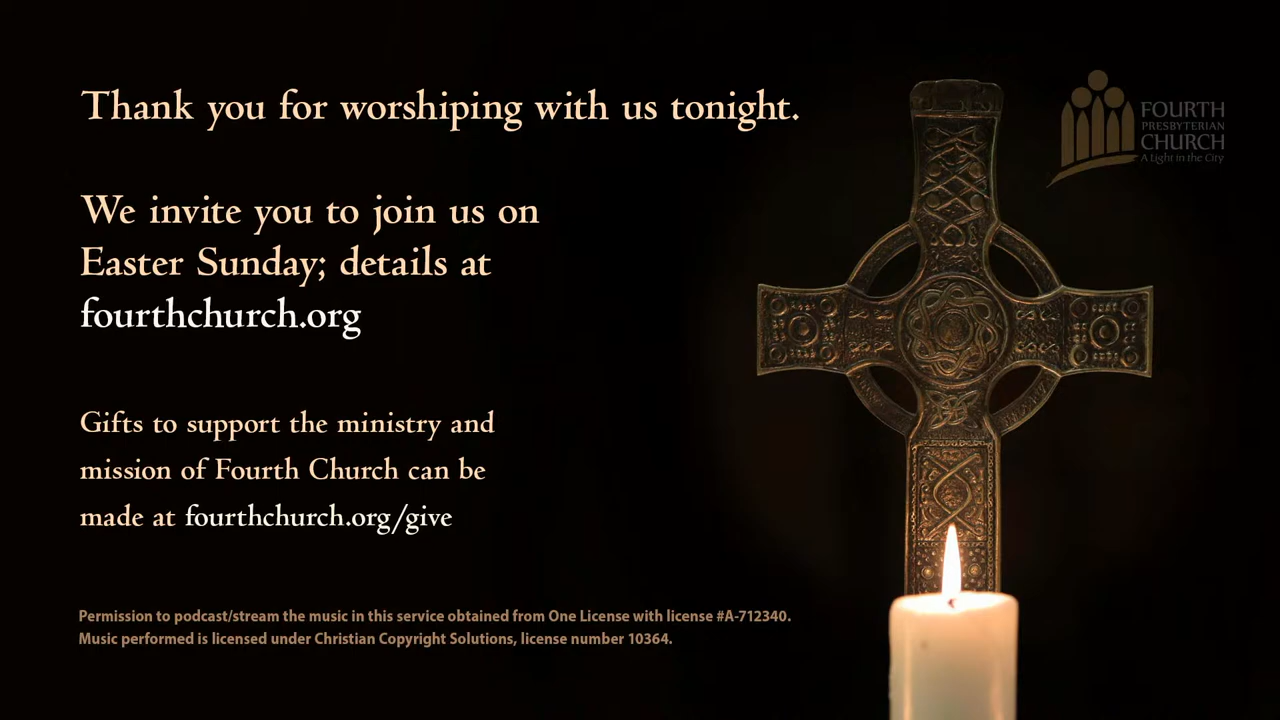 Thank you for worshiping with us tonight.
We invite you to join us on
Easter Sunday; details at
fourthchurch.org
Gifts to support the ministry and
mission of Fourth Church can be
made at fourthchurch.org/give
Permission to podcast/stream the music in this service obtained from One License with license #A-712340.
Music performed is licensed under Christian Copyright Solutions, license number 10364.
FOURTH
PRESBYTERIAN
CHURCH
A Light in the City